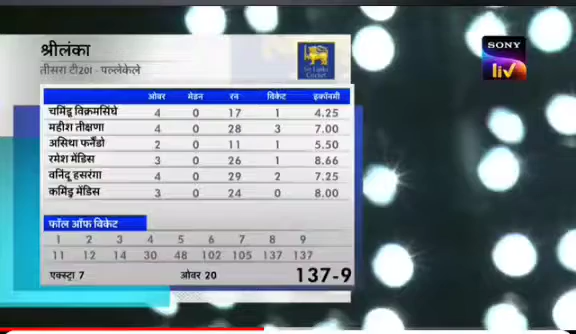 श्रीलंका
तीसरा टी20I - पल्लेकेले
Sri Lanka
Cricket
SONY
liv
ओवर मेडन रन विकेट इकॉनमी
चमिंदु विक्रमसिंघे 4 0 17 1 4.25
महीश तीक्षणा 4 0 28 3 7.00
असिथा फर्नैंडो 2 0 11 1 5.50
रमेश मेंडिस 3 0 26 1 8.66
वनिंदू हसरंगा 4 0 29 2 7.25
कमिंडु मेंडिस 3 0 24 0 8.00
फॉल ऑफ विकेट
1 2 3 4 5 6 7 8 9
11 12 14 30 48 102 105 137 137
एक्स्ट्रा 7 ओवर 20 137-9